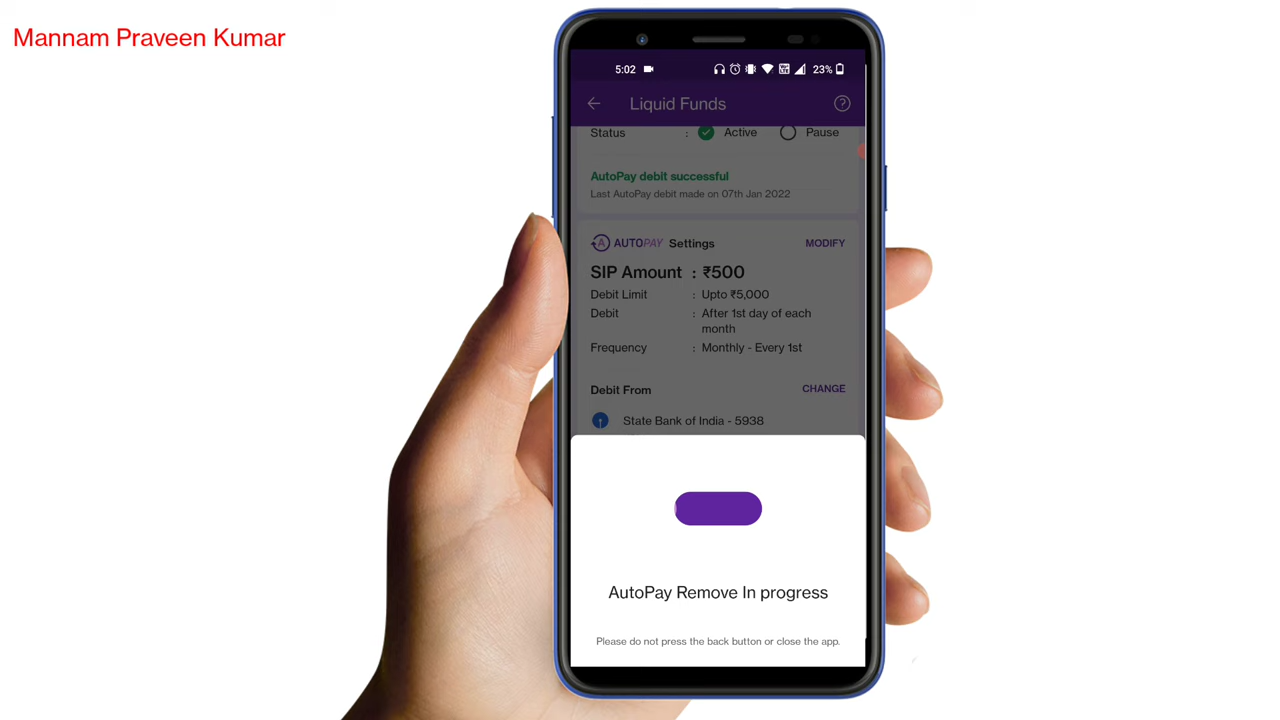 Mannam Praveen Kumar
5:02 23%
Liquid Funds
Status : Active Pause
AutoPay debit successful
Last AutoPay debit made on 07th Jan 2022
AUTOPAY Settings MODIFY
SIP Amount : ₹500
Debit Limit : Upto ₹5,000
Debit : After 1st day of each
month
Frequency : Monthly - Every 1st
Debit From CHANGE
State Bank of India - 5938
AutoPay Remove In progress
Please do not press the back button or close the app.